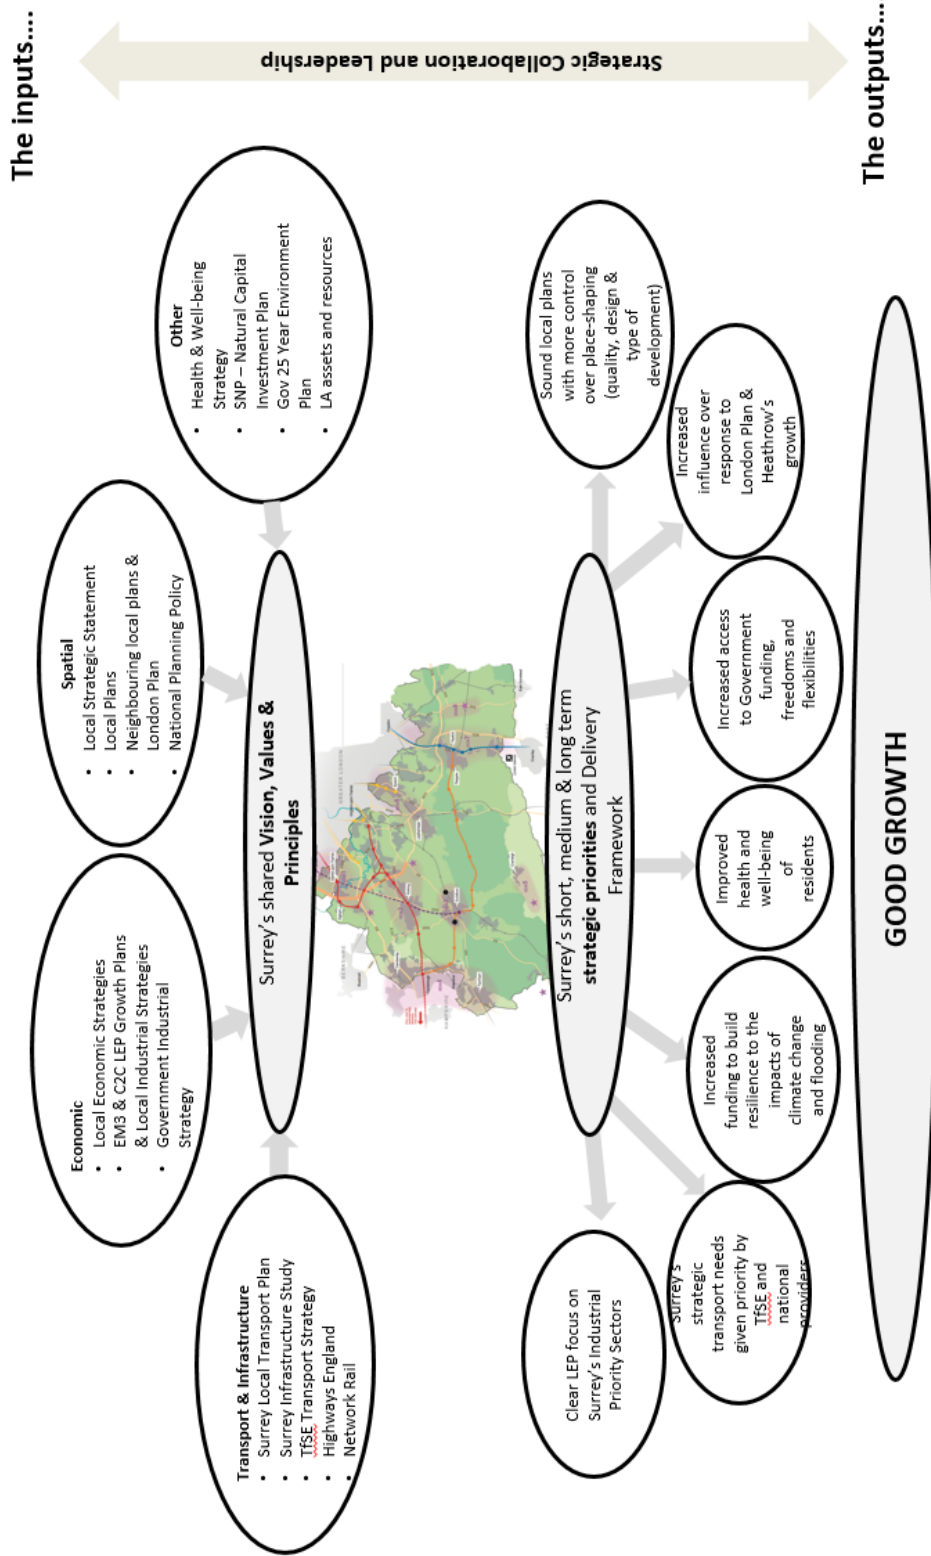 The inputs....
Strategic Collaboration and Leadership
The outputs...
Transport & Infrastructure
• Surrey Local Transport Plan
• Surrey Infrastructure Study
• TfSE Transport Strategy
• Highways England
• Network Rail
Economic
• Local Economic Strategies
• EM3 & C2C LEP Growth Plans
& Local Industrial Strategies
• Government Industrial
Strategy
Spatial
• Local Strategic Statement
• Local Plans
• Neighbouring local plans &
London Plan
• National Planning Policy
Other
• Health & Well-being
Strategy
• SNP – Natural Capital
Investment Plan
• Gov 25 Year Environment
Plan
• LA assets and resources
Surrey's shared Vision, Values &
Principles
Surrey's short, medium & long term
strategic priorities and Delivery
Framework
Clear LEP focus on
Surrey's Industrial
Priority Sectors
Surrey's
strategic
transport needs
given priority by
TfSE and
national
providers
Increased
funding to build
resilience to the
impacts of
climate change
and flooding
Improved
health and
well-being
of
residents
Increased access
to Government
funding,
freedoms and
flexibilities
Increased
influence over
response to
London Plan &
Heathrow's
growth
Sound local plans
with more control
over place-shaping
(quality, design &
type of
development)
GOOD GROWTH